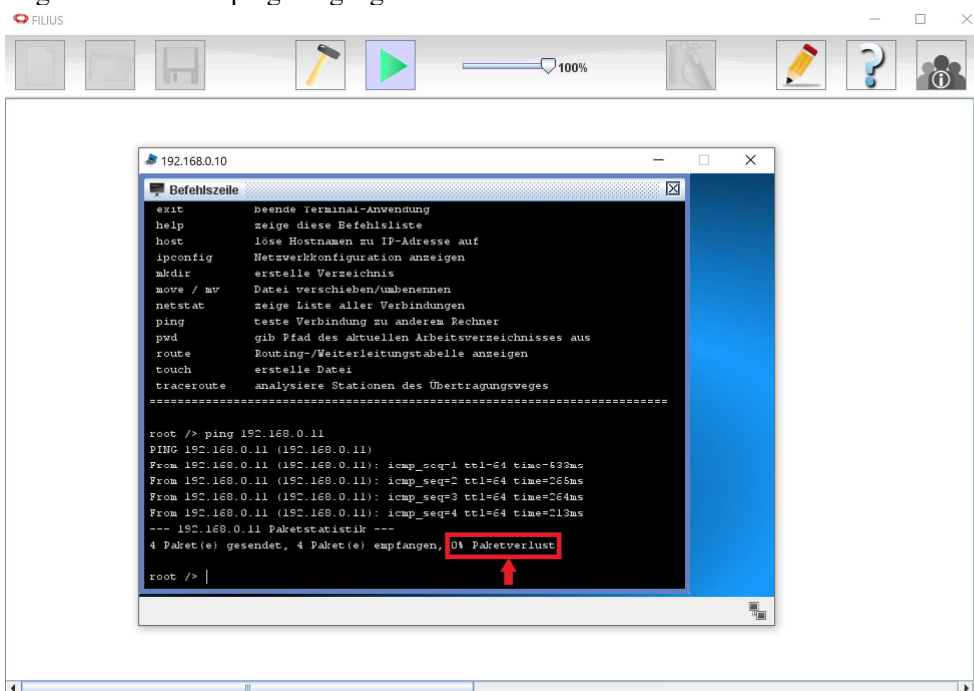 FILIUS
100%
192.168.0.10
Befehlszeile
exit beende Terminal-Anwendung
help zeige diese Befehlsliste
host löse Hostnamen zu IP-Adresse auf
ipconfig Netzwerkkonfiguration anzeigen
mkdir erstelle Verzeichnis
move / mv Datei verschieben/umbenennen
netstat zeige Liste aller Verbindungen
ping teste Verbindung zu anderem Rechner
pwd gib Pfad des aktuellen Arbeitsverzeichnisses aus
route Routing-/Weiterleitungstabelle anzeigen
touch erstelle Datei
traceroute analysiere Stationen des Übertragungsweges
==========================================================================
root /> ping 192.168.0.11
PING 192.168.0.11 (192.168.0.11)
From 192.168.0.11 (192.168.0.11): icmp_seq=1 ttl=64 time=533ms
From 192.168.0.11 (192.168.0.11): icmp_seq=2 ttl=64 time=265ms
From 192.168.0.11 (192.168.0.11): icmp_seq=3 ttl=64 time=264ms
From 192.168.0.11 (192.168.0.11): icmp_seq=4 ttl=64 time=213ms
--- 192.168.0.11 Paketstatistik ---
4 Paket(e) gesendet, 4 Paket(e) empfangen, 0% Paketverlust
root />